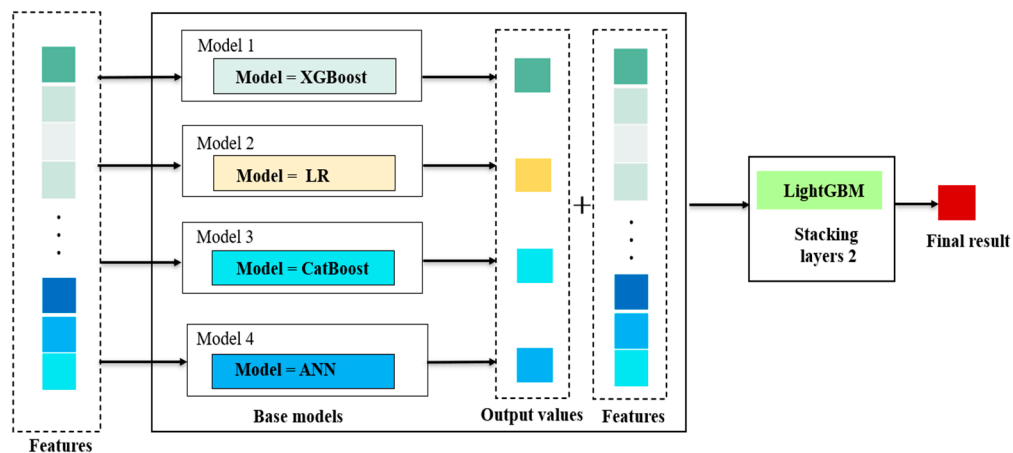 Model 1
Model = XGBoost
Model 2
Model = LR
Model 3
Model = CatBoost
Model 4
Model = ANN
Base models
Output values
+
Features
Features
LightGBM
Stacking
layers 2
Final result